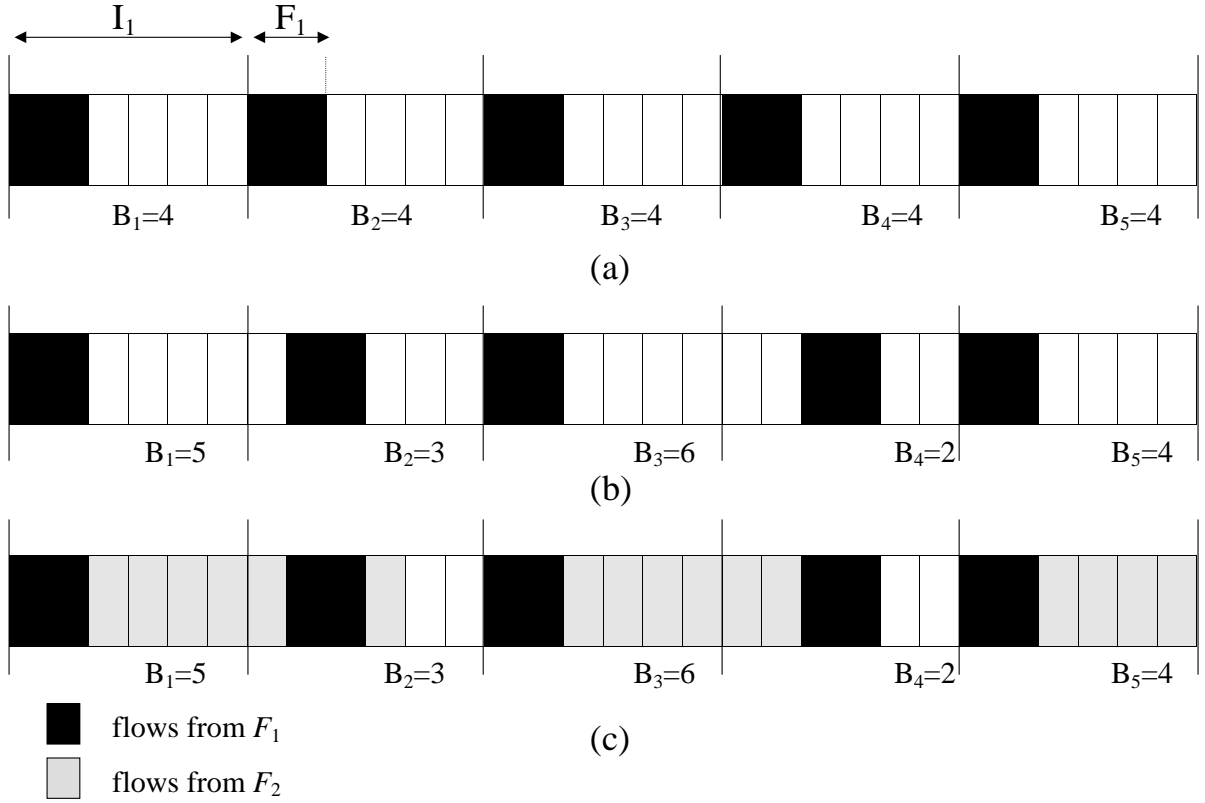 I₁ F₁
B₁=4 B₂=4 B₃=4 B₄=4 B₅=4
(a)
B₁=5 B₂=3 B₃=6 B₄=2 B₅=4
(b)
B₁=5 B₂=3 B₃=6 B₄=2 B₅=4
flows from F₁
(c)
flows from F₂